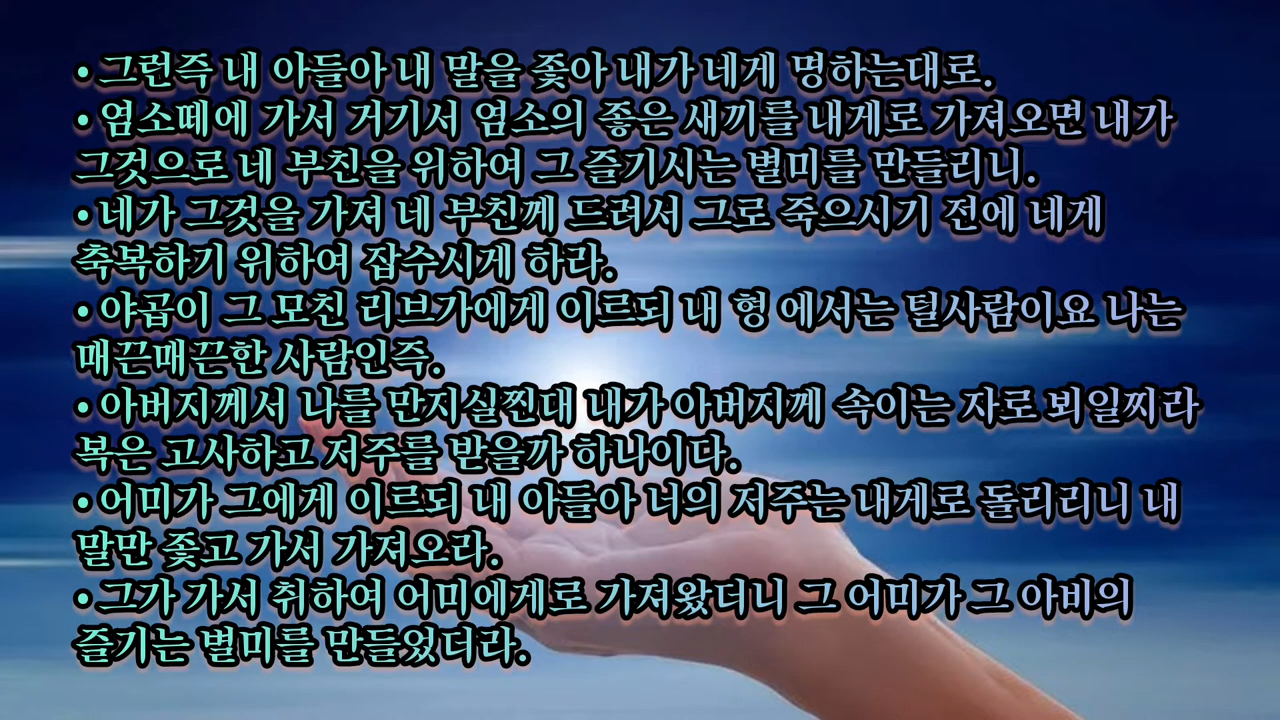 • 그런즉 내 아들아 내 말을 좇아 내가 네게 명하는대로.
• 염소떼에 가서 거기서 염소의 좋은 새끼를 내게로 가져오면 내가
그것으로 네 부친을 위하여 그 즐기시는 별미를 만들리니.
• 네가 그것을 가져 네 부친께 드려서 그로 죽으시기 전에 네게
축복하기 위하여 잡수시게 하라.
• 야곱이 그 모친 리브가에게 이르되 내 형 에서는 털사람이요 나는
매끈매끈한 사람인즉.
• 아버지께서 나를 만지실찐대 내가 아버지께 속이는 자로 뵈일찌라
복은 고사하고 저주를 받을까 하나이다.
• 어미가 그에게 이르되 내 아들아 너의 저주는 내게로 돌리리니 내
말만 좇고 가서 가져오라.
• 그가 가서 취하여 어미에게로 가져왔더니 그 어미가 그 아비의
즐기는 별미를 만들었더라.